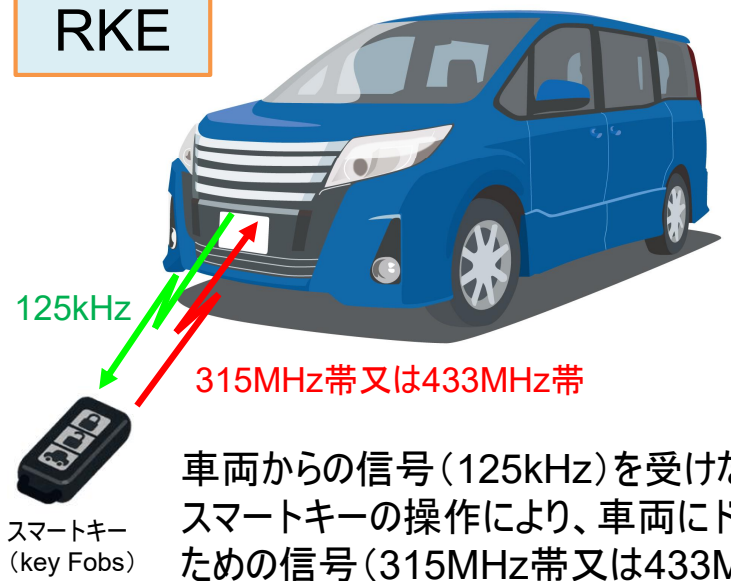 RKE
125kHz
315MHz帯又は433MHz帯
スマートキー
(key Fobs)
車両からの信号(125kHz)を受けな
スマートキーの操作により、車両にド
ための信号(315MHz帯又は433M